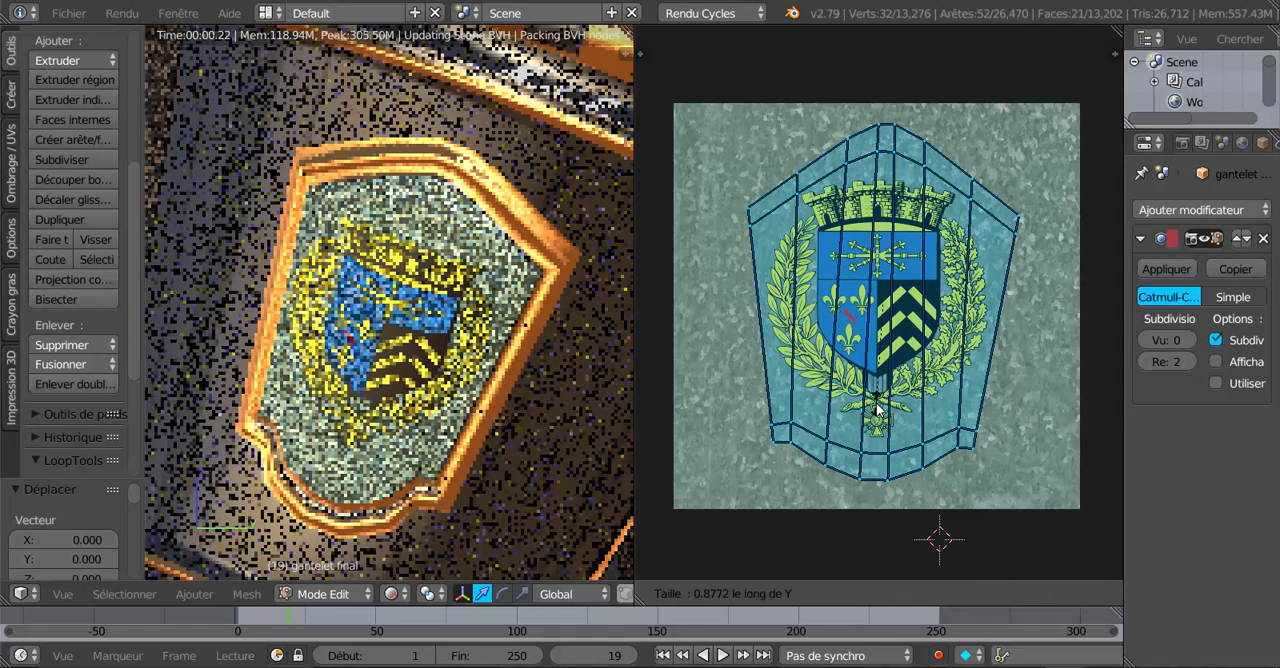 Fichier Rendu Fenêtre Aide Default Scene Rendu Cycles v2.79 | Verts:32/13,276 | Arêtes:52/26,470 | Faces:21/13,202 | Tris:26,712 | Mem:557.43M
Time:00:00.22 | Mem:118.94M, Peak:305.50M | Updating Scene BVH | Packing BVH nodes
Outils
Créer
Ombrage / UVs
Options
Crayon gras
Impression 3D
Ajouter :
Extruder
Extruder région
Extruder indi...
Faces internes
Créer arête/f...
Subdiviser
Découper bo...
Décaler gliss...
Dupliquer
Faire t Visser
Coute Sélecti
Projection co...
Bisecter
Enlever :
Supprimer
Fusionner
Enlever doubl...
Outils de poids
Historique
LoopTools
Déplacer
Vecteur
X: 0.000
Y: 0.000
Z: 0.000
(19) gantelet final
Vue Sélectionner Ajouter Mesh Mode Edit Global
Taille : 0.8772 le long de Y
Vue Chercher
Scene
Cal
Wo
gantelet ...
Ajouter modificateur
Appliquer Copier
Catmull-C... Simple
Subdivisio Options :
Vu: 0 Subdiv
Re: 2 Afficha
Utiliser
-50 0 50 100 150 200 250 300
Vue Marqueur Frame Lecture Début: 1 Fin: 250 19 Pas de synchro